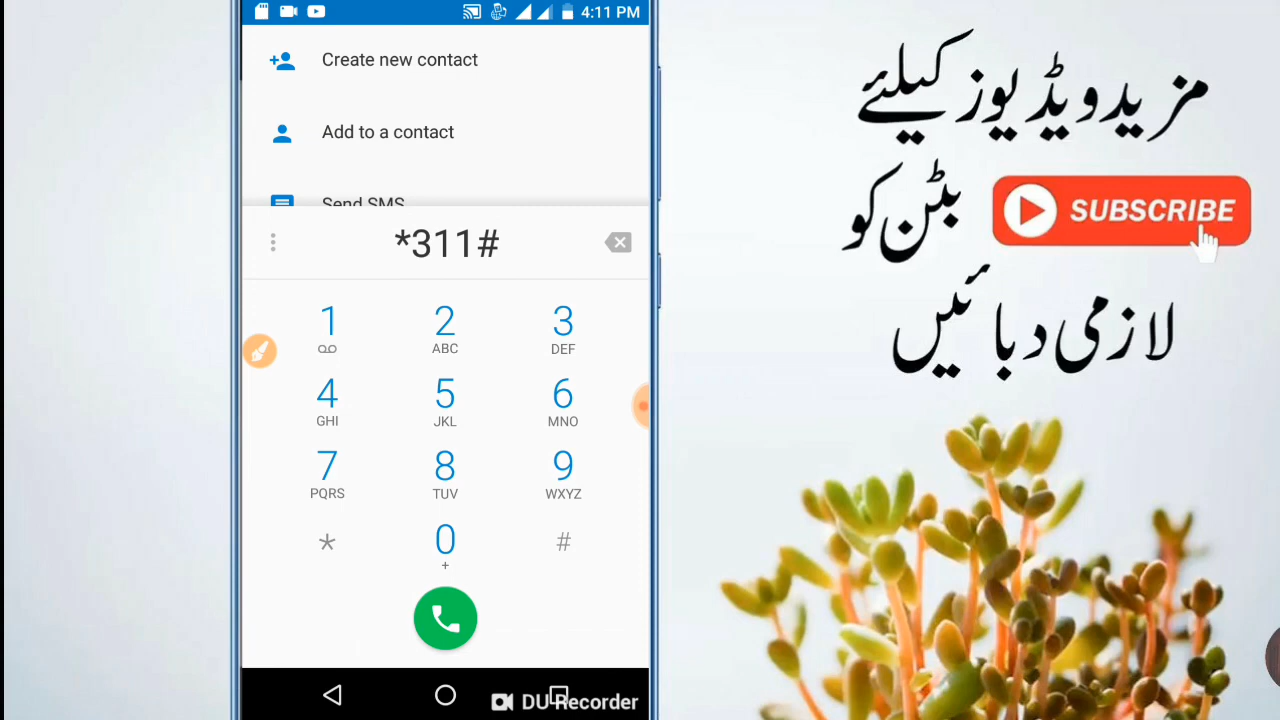 4:11 PM
Create new contact
Add to a contact
Send SMS
*311#
1 2 3
ABC DEF
4 5 6
GHI JKL MNO
7 8 9
PQRS TUV WXYZ
* 0 #
+
DU Recorder
مزید ویڈیوز کیلئے
SUBSCRIBE بٹن کو
لازمی دبائیں